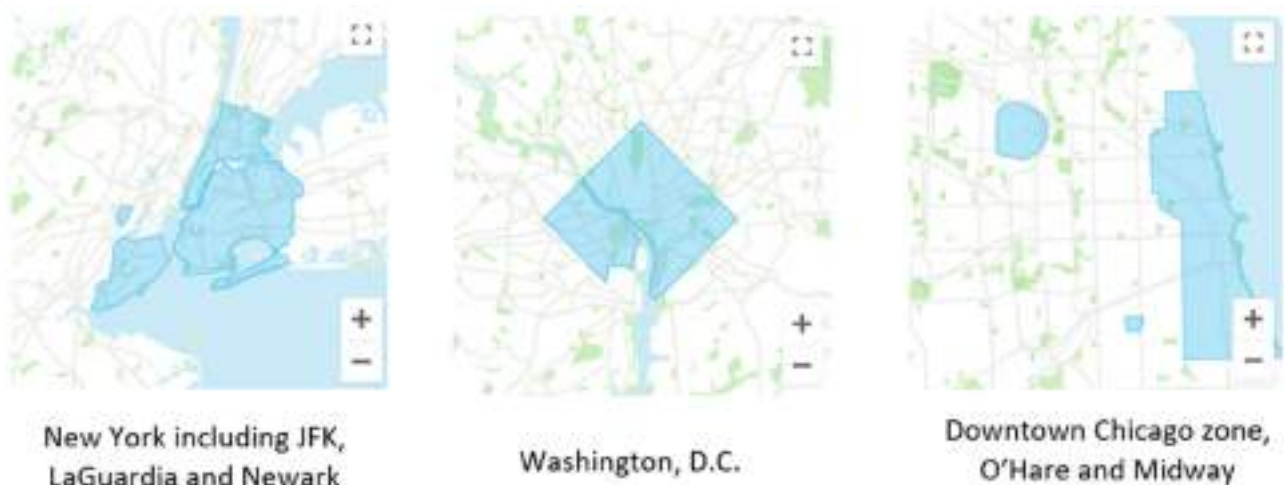 New York including JFK,
LaGuardia and Newark
Washington, D.C.
Downtown Chicago zone,
O'Hare and Midway